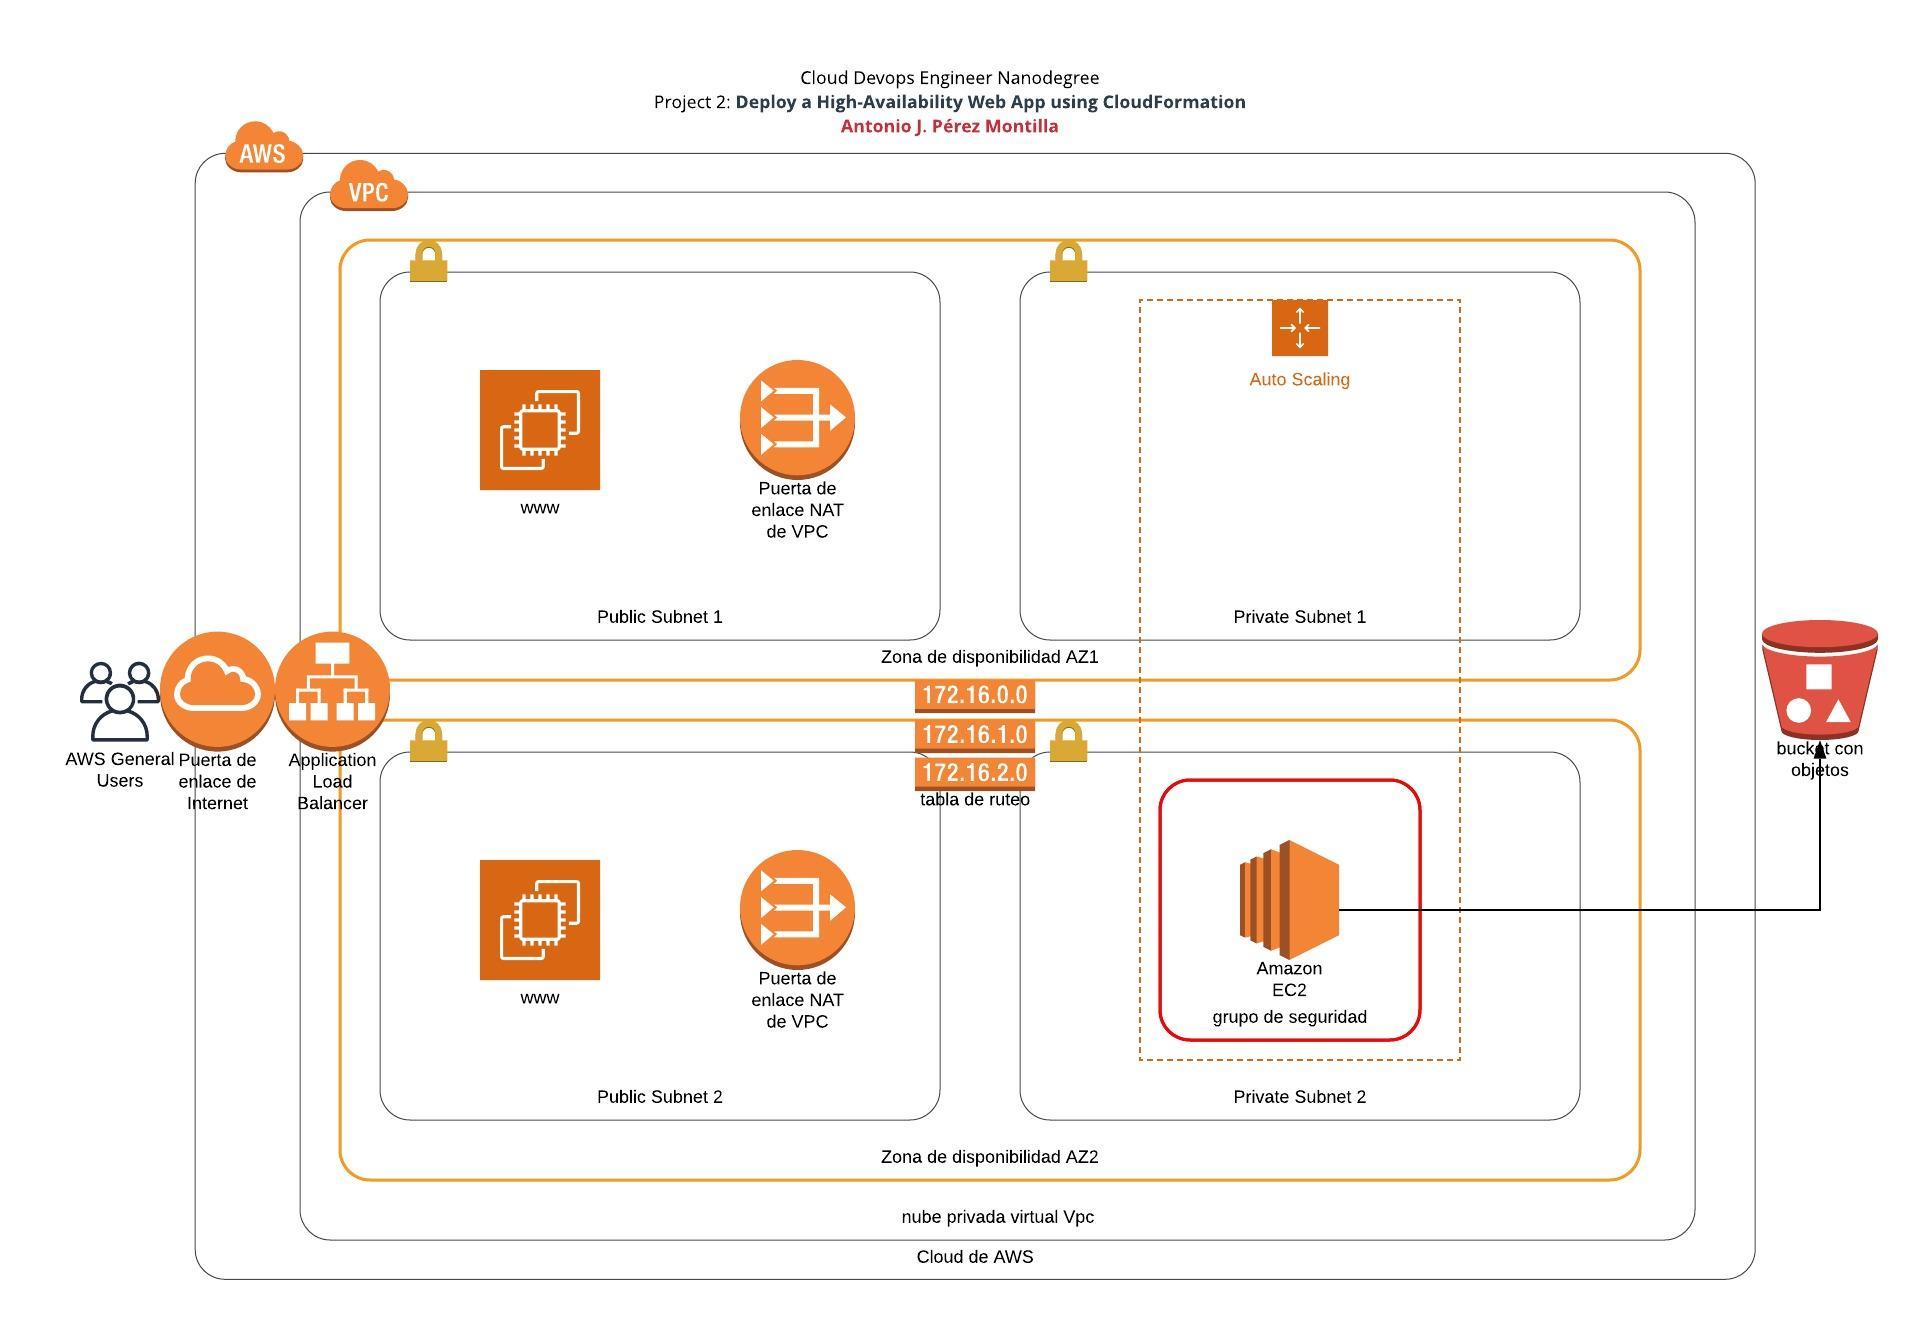 Cloud Devops Engineer Nanodegree
Project 2: Deploy a High-Availability Web App using CloudFormation
Antonio J. Pérez Montilla
AWS
VPC
Auto Scaling
www
Puerta de
enlace NAT
de VPC
Public Subnet 1
Private Subnet 1
Zona de disponibilidad AZ1
172.16.0.0
172.16.1.0
172.16.2.0
tabla de ruteo
AWS General
Users
Puerta de
enlace de
Internet
Application
Load
Balancer
bucket con
objetos
www
Puerta de
enlace NAT
de VPC
Amazon
EC2
grupo de seguridad
Public Subnet 2
Private Subnet 2
Zona de disponibilidad AZ2
nube privada virtual Vpc
Cloud de AWS